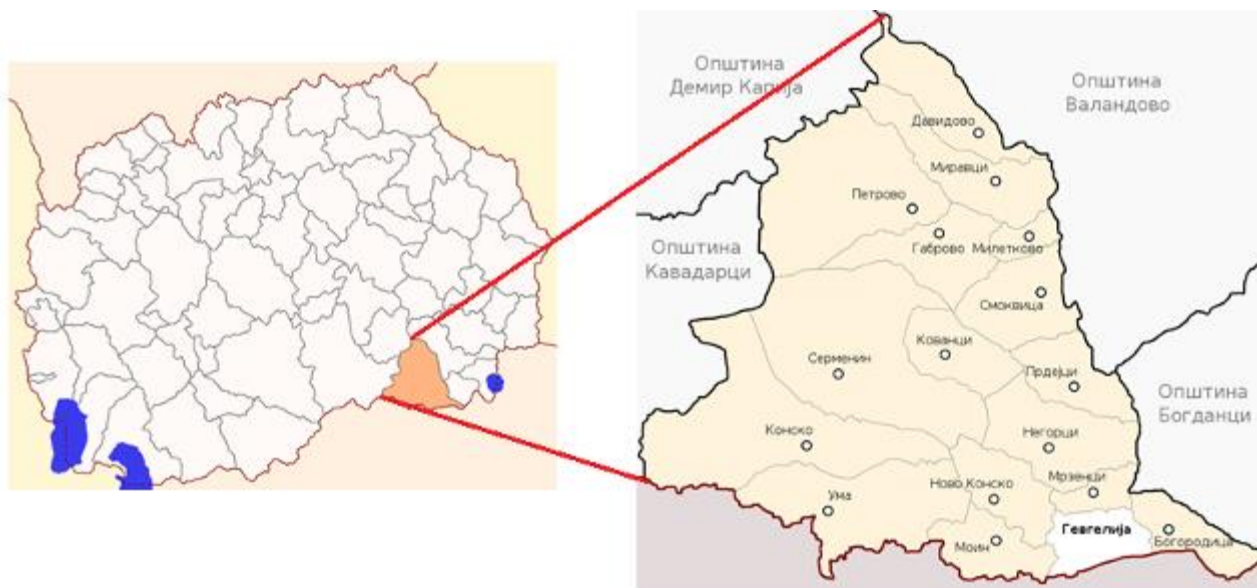 Општина
Демир Капија
Општина
Валандово
Давидово
Миравци
Петрово
Габрово
Милетково
Општина
Кавадарци
Смоквица
Кованци
Серменин
Прдејци
Општина
Богданци
Конско
Негорци
Мрзенци
Ума
Ново Конско
Гевгелија
Моин
Богородица